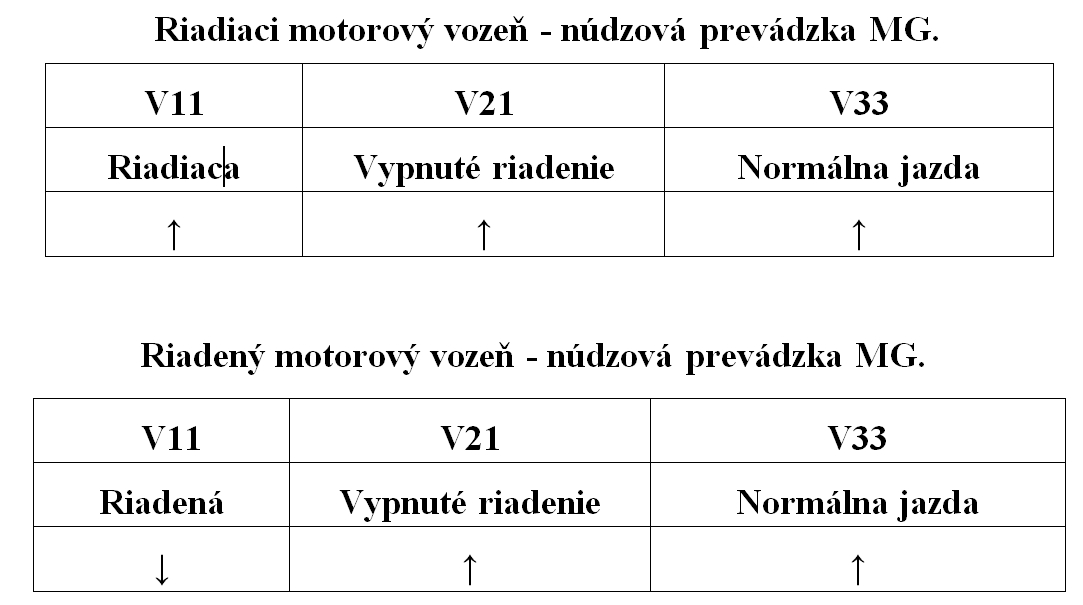 Riadiaci motorový vozeň - núdzová prevádzka MG.
V11 V21 V33
Riadiaca Vypnuté riadenie Normálna jazda
↑ ↑ ↑
Riadený motorový vozeň - núdzová prevádzka MG.
V11 V21 V33
Riadená Vypnuté riadenie Normálna jazda
↓ ↑ ↑